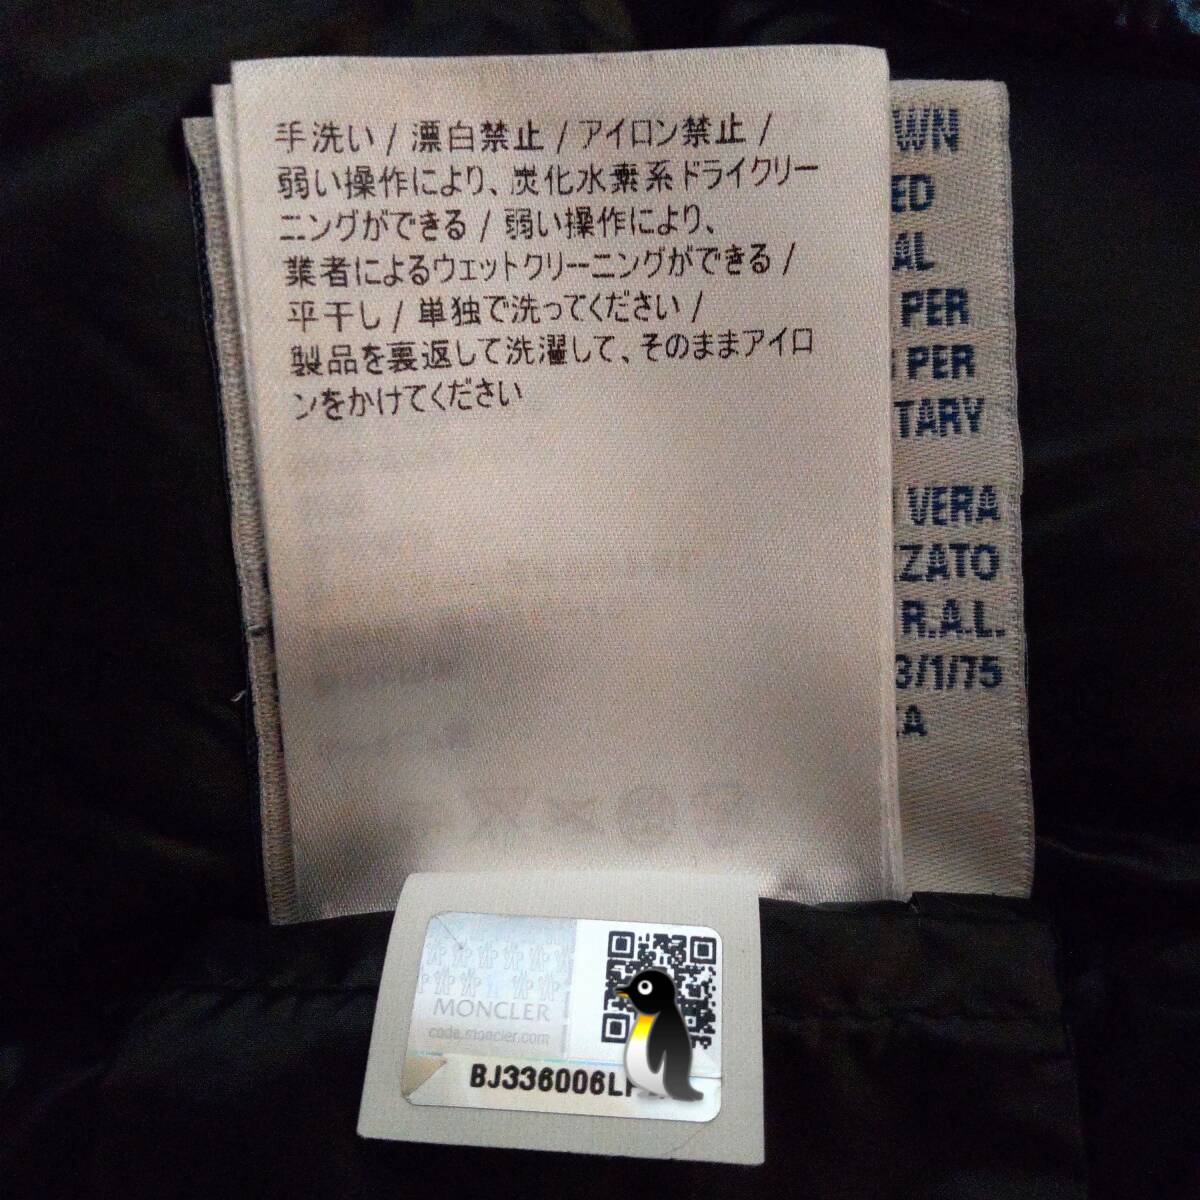 手洗い / 漂白禁止 / アイロン禁止 /
弱い操作により、炭化水素系ドライクリー
ニングができる / 弱い操作により、
業者によるウェットクリーニングができる /
平干し / 単独で洗ってください /
製品を裏返して洗濯して、そのままアイロ
ンをかけてください
WN
ED
AL
PER
PER
TARY
VERA
ZATO
R.A.L.
3/1/75
MONCLER
code.moncler.com
BJ336006L